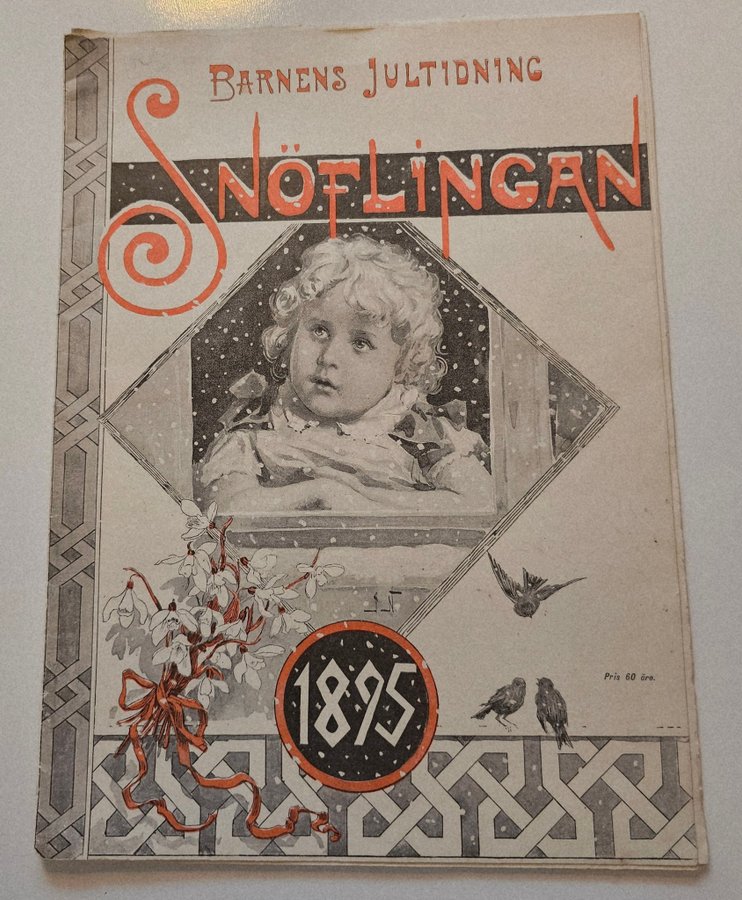 BARNENS JULTIDNING
SNÖFLINGAN
1895
Pris 60 öre.